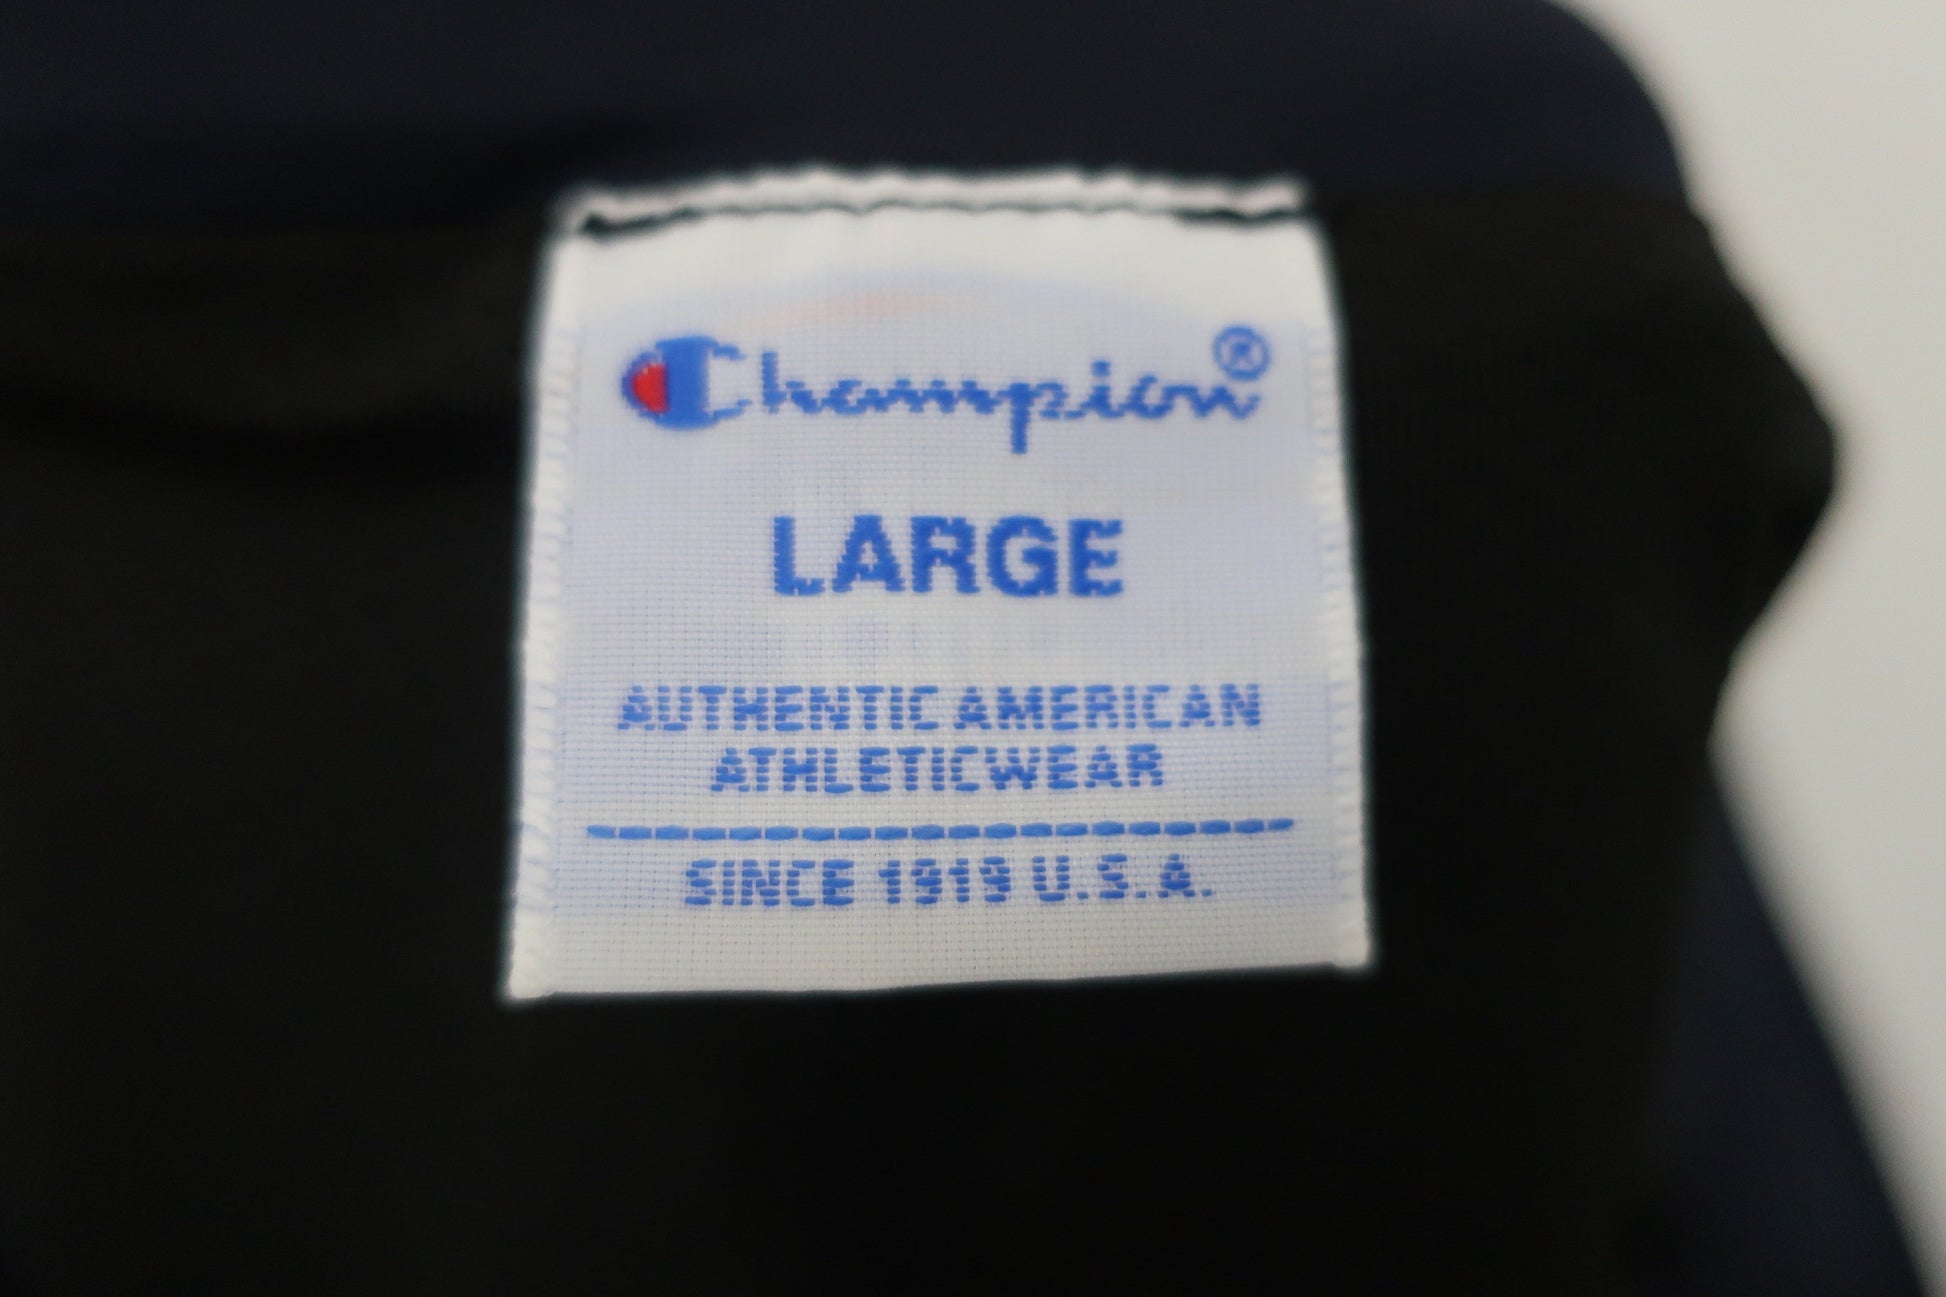 Champion®
LARGE
AUTHENTIC AMERICAN
ATHLETICWEAR
SINCE 1919 U.S.A.